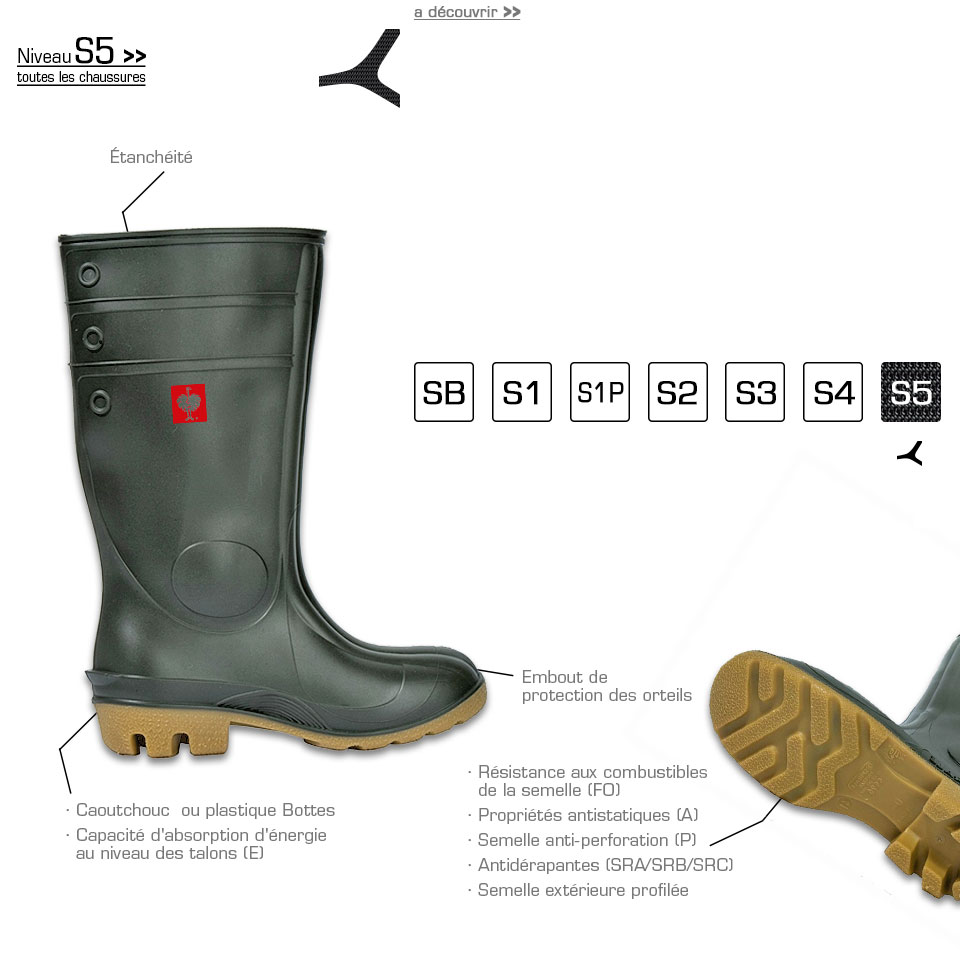 a découvrir >>
Niveau S5 >>
toutes les chaussures
Étanchéité
SB S1 S1P S2 S3 S4 S5
Embout de
protection des orteils
· Caoutchouc ou plastique Bottes
· Capacité d'absorption d'énergie
au niveau des talons (E)
· Résistance aux combustibles
de la semelle (FO)
· Propriétés antistatiques (A)
· Semelle anti-perforation (P)
· Antidérapantes (SRA/SRB/SRC)
· Semelle extérieure profilée